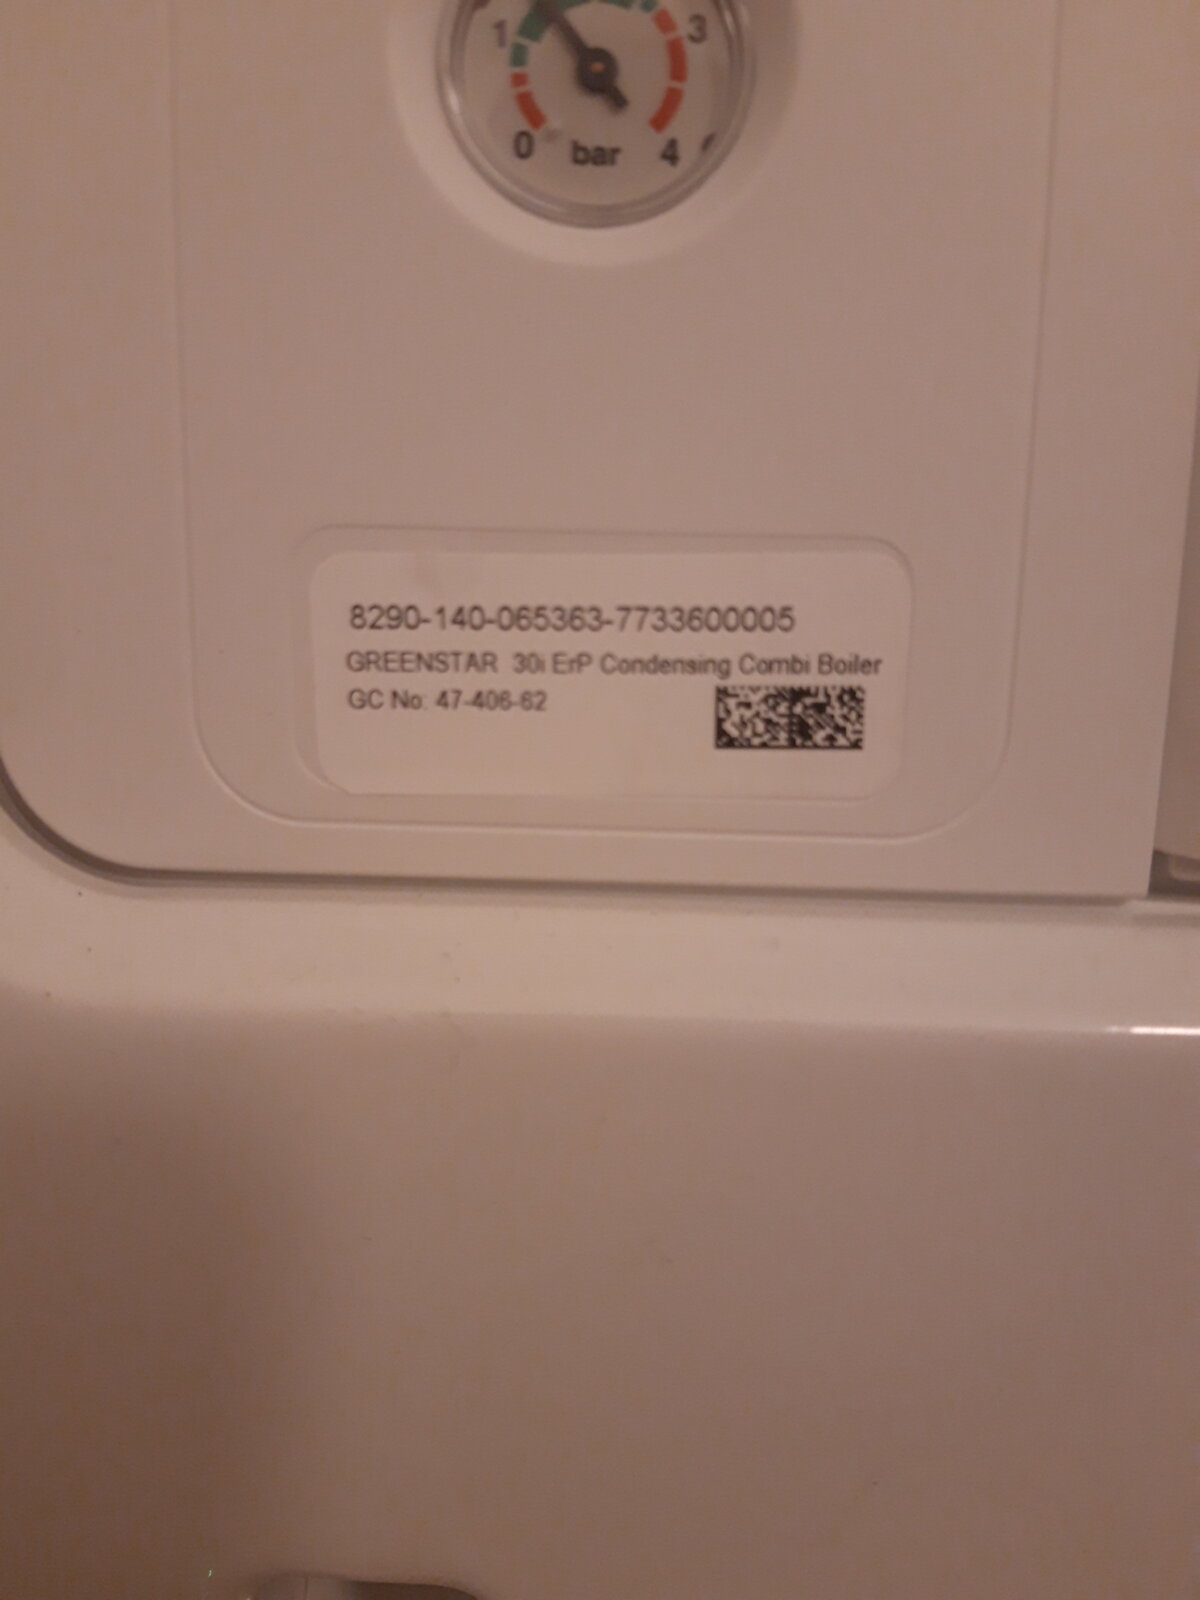 1 3
0 bar 4
8290-140-065363-7733600005
GREENSTAR 30i ErP Condensing Combi Boiler
GC No: 47-406-62